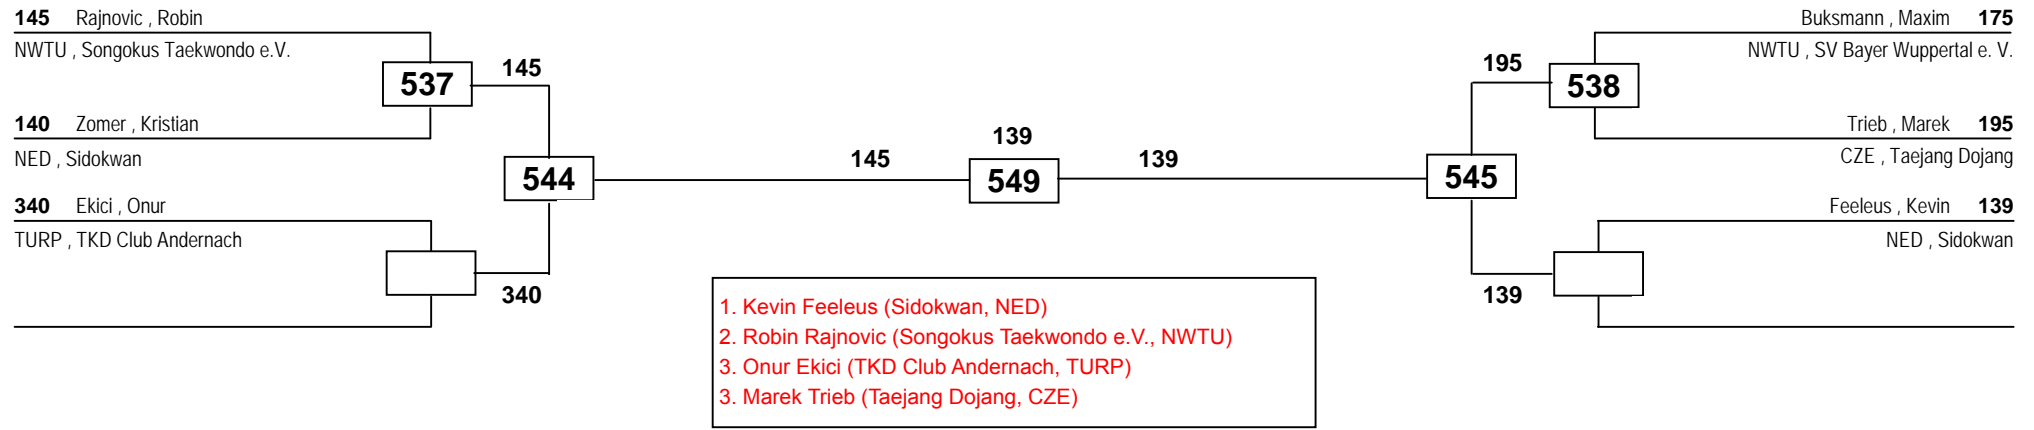 145 Rajnovic , Robin
NWTU , Songokus Taekwondo e.V.
537
145
140 Zomer , Kristian
NED , Sidokwan
544
340 Ekici , Onur
TURP , TKD Club Andernach
340
145
139
549
139
Buksmann , Maxim 175
NWTU , SV Bayer Wuppertal e. V.
195
538
Trieb , Marek 195
CZE , Taejang Dojang
545
Feeleus , Kevin 139
NED , Sidokwan
139
1. Kevin Feeleus (Sidokwan, NED)
2. Robin Rajnovic (Songokus Taekwondo e.V., NWTU)
3. Onur Ekici (TKD Club Andernach, TURP)
3. Marek Trieb (Taejang Dojang, CZE)